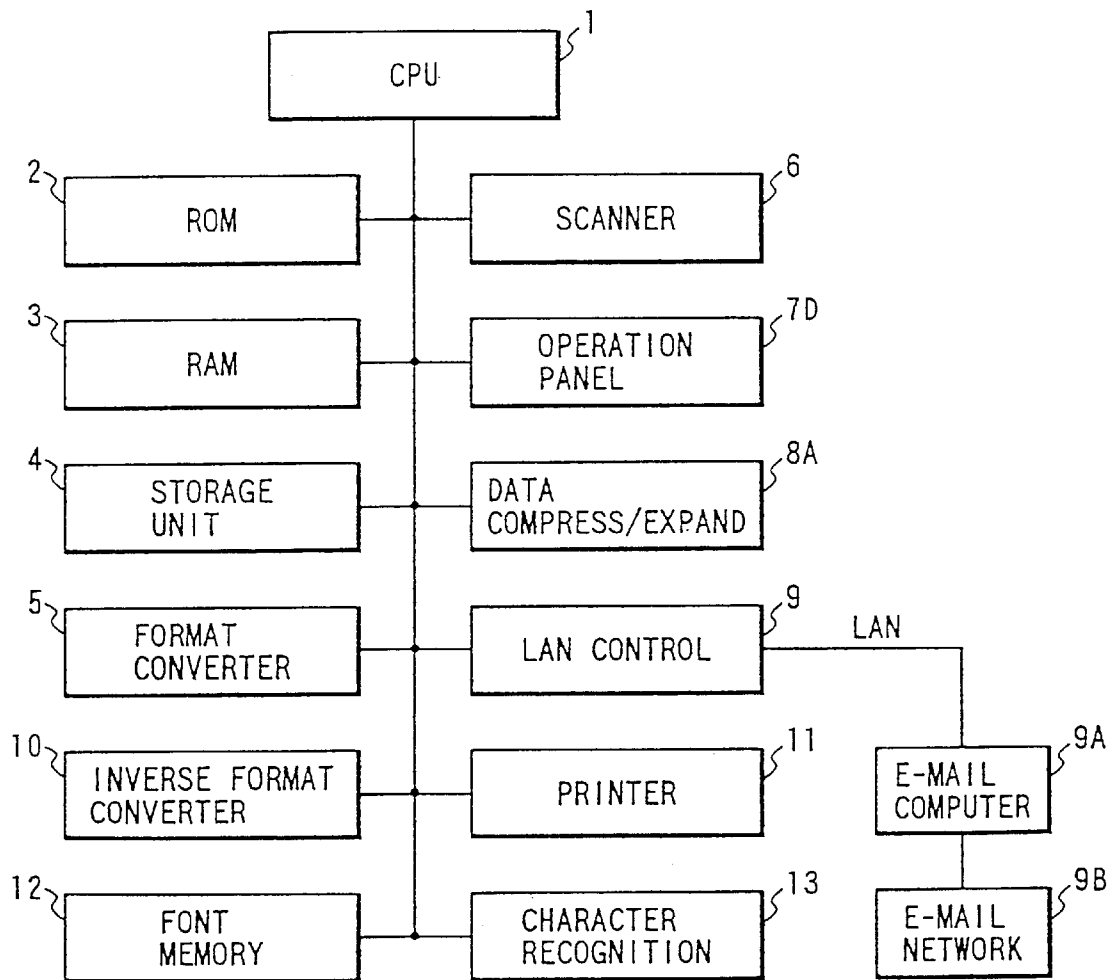 1
CPU
2
ROM
6
SCANNER
3
RAM
7D
OPERATION
PANEL
4
STORAGE
UNIT
8A
DATA
COMPRESS/EXPAND
5
FORMAT
CONVERTER
9
LAN CONTROL
LAN
10
INVERSE FORMAT
CONVERTER
11
PRINTER
9A
E-MAIL
COMPUTER
12
FONT
MEMORY
13
CHARACTER
RECOGNITION
9B
E-MAIL
NETWORK